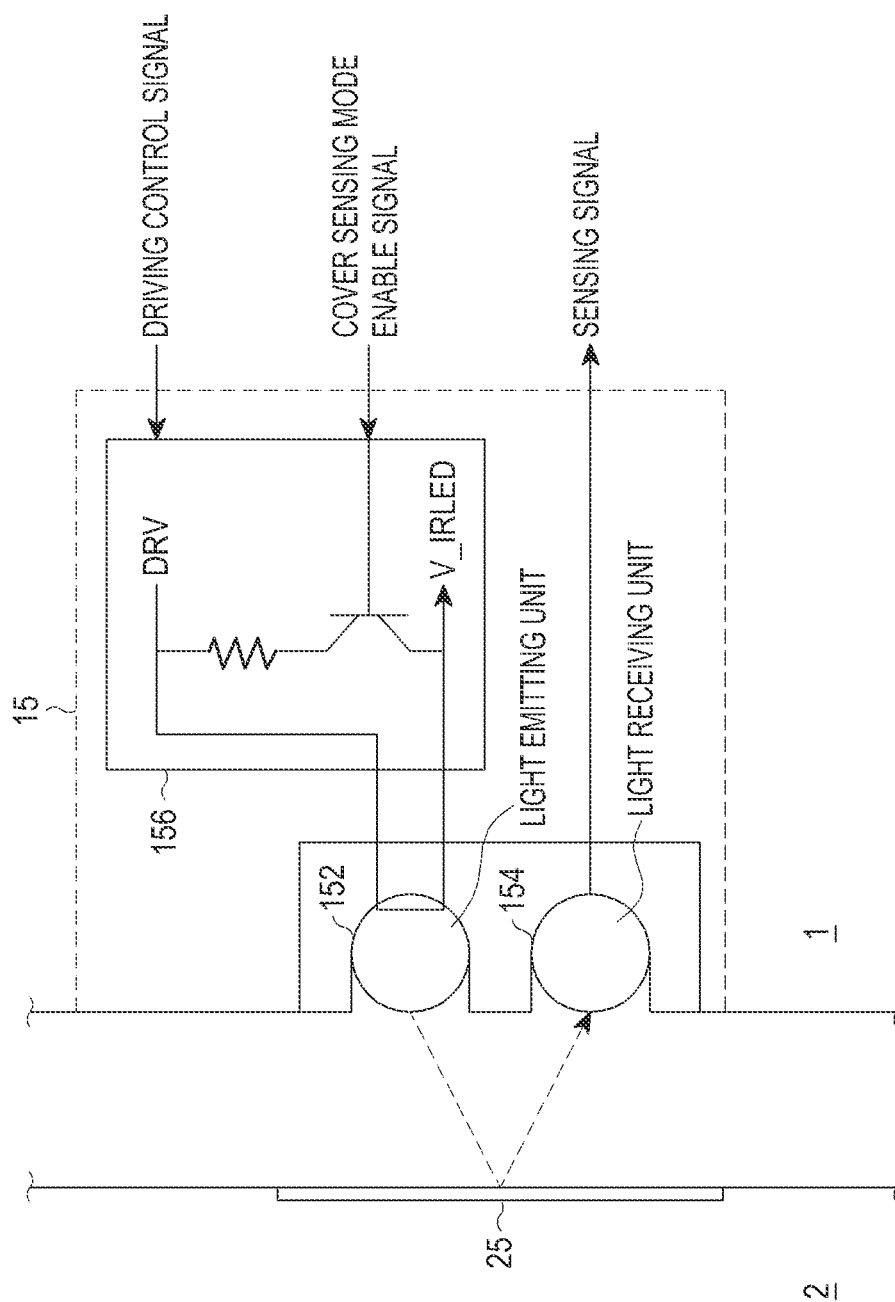 15
DRIVING CONTROL SIGNAL
DRV
156
COVER SENSING MODE
ENABLE SIGNAL
V_IRLED
152
LIGHT EMITTING UNIT
154
SENSING SIGNAL
LIGHT RECEIVING UNIT
25
2
1